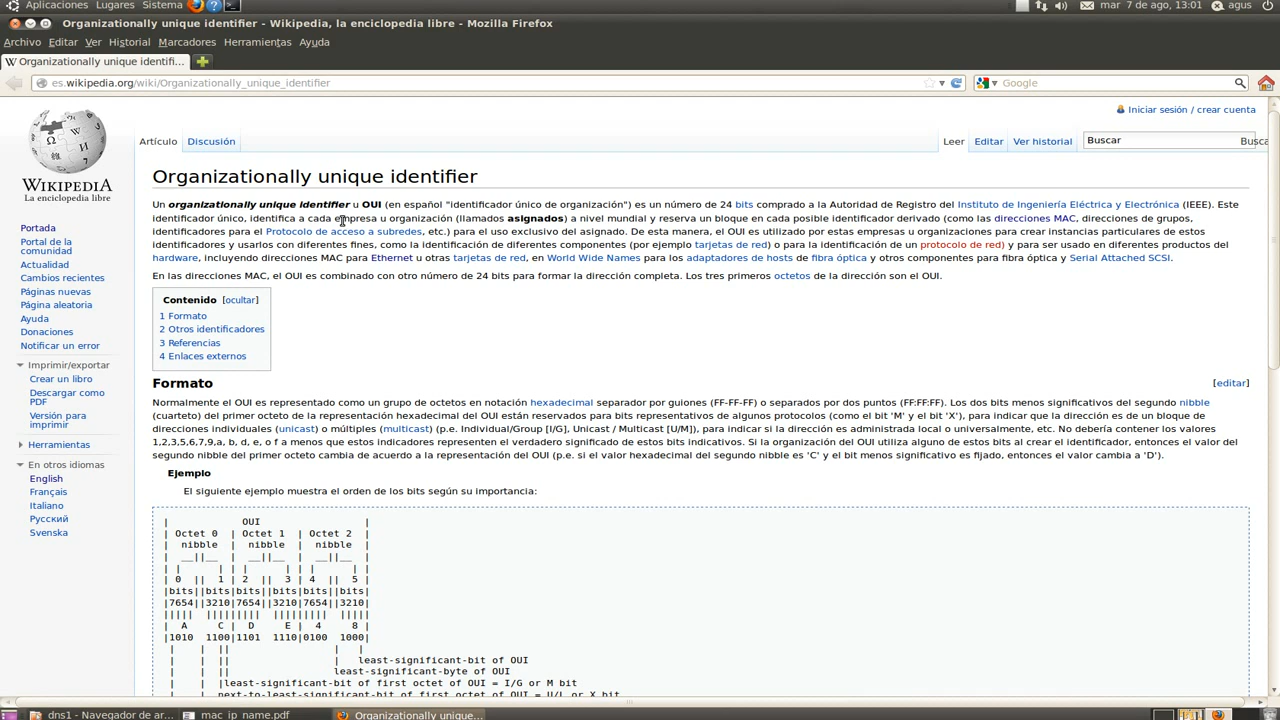 Aplicaciones Lugares Sistema mar 7 de ago, 13:01 agus
Organizationally unique identifier - Wikipedia, la enciclopedia libre - Mozilla Firefox
Archivo Editar Ver Historial Marcadores Herramientas Ayuda
W Organizationally unique identifi...
es.wikipedia.org/wiki/Organizationally_unique_identifier Google
Iniciar sesión / crear cuenta
Artículo Discusión Leer Editar Ver historial Buscar Busca
WIKIPEDIA
La enciclopedia libre
Portada
Portal de la
comunidad
Actualidad
Cambios recientes
Páginas nuevas
Página aleatoria
Ayuda
Donaciones
Notificar un error
Imprimir/exportar
Crear un libro
Descargar como
PDF
Versión para
imprimir
Herramientas
En otros idiomas
English
Français
Italiano
Русский
Svenska
Organizationally unique identifier
Un organizationally unique identifier u OUI (en español "identificador único de organización") es un número de 24 bits comprado a la Autoridad de Registro del Instituto de Ingeniería Eléctrica y Electrónica (IEEE). Este
identificador único, identifica a cada empresa u organización (llamados asignados) a nivel mundial y reserva un bloque en cada posible identificador derivado (como las direcciones MAC, direcciones de grupos,
identificadores para el Protocolo de acceso a subredes, etc.) para el uso exclusivo del asignado. De esta manera, el OUI es utilizado por estas empresas u organizaciones para crear instancias particulares de estos
identificadores y usarlos con diferentes fines, como la identificación de diferentes componentes (por ejemplo tarjetas de red) o para la identificación de un protocolo de red) y para ser usado en diferentes productos del
hardware, incluyendo direcciones MAC para Ethernet u otras tarjetas de red, en World Wide Names para los adaptadores de hosts de fibra óptica y otros componentes para fibra óptica y Serial Attached SCSI.
En las direcciones MAC, el OUI es combinado con otro número de 24 bits para formar la dirección completa. Los tres primeros octetos de la dirección son el OUI.
Contenido [ocultar]
1 Formato
2 Otros identificadores
3 Referencias
4 Enlaces externos
Formato [editar]
Normalmente el OUI es representado como un grupo de octetos en notación hexadecimal separador por guiones (FF-FF-FF) o separados por dos puntos (FF:FF:FF). Los dos bits menos significativos del segundo nibble
(cuarteto) del primer octeto de la representación hexadecimal del OUI están reservados para bits representativos de algunos protocolos (como el bit 'M' y el bit 'X'), para indicar que la dirección es de un bloque de
direcciones individuales (unicast) o múltiples (multicast) (p.e. Individual/Group [I/G], Unicast / Multicast [U/M]), para indicar si la dirección es administrada local o universalmente, etc. No debería contener los valores
1,2,3,5,6,7,9,a, b, d, e, o f a menos que estos indicadores representen el verdadero significado de estos bits indicativos. Si la organización del OUI utiliza alguno de estos bits al crear el identificador, entonces el valor del
segundo nibble del primer octeto cambia de acuerdo a la representación del OUI (p.e. si el valor hexadecimal del segundo nibble es 'C' y el bit menos significativo es fijado, entonces el valor cambia a 'D').
Ejemplo
El siguiente ejemplo muestra el orden de los bits según su importancia:
|           OUI                |
| Octet 0  | Octet 1  | Octet 2  |
|  nibble  |  nibble  |  nibble  |
|  __||__  |  __||__  |  __||__  |
| |      | | |      | | |      | |
| 0  ||  1 | 2  ||  3 | 4  ||  5 |
|bits||bits|bits||bits|bits||bits|
|7654||3210|7654||3210|7654||3210|
|||||  |||||||||  |||||||||  |||||
|  A    C |  D    E |  4    8 |
|1010  1100|1101  1110|0100  1000|
|    |  ||                |   |
|    |  ||                |   least-significant-bit of OUI
|    |  ||                least-significant-byte of OUI
|    |  |least-significant-bit of first octet of OUI = I/G or M bit
|    |  next-to-least-significant-bit of first octet of OUI = U/L or X bit
dns1 - Navegador de ar... mac_ip_name.pdf Organizationally unique...